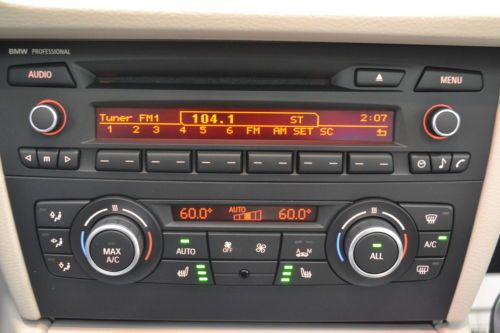 BMW PROFESSIONAL
AUDIO
MENU
Tuner FM1 104.1 ST 2:07
1 2 3 4 5 6 FM AM SET SC
m
60.0° AUTO 60.0°
AUTO
OFF
A/C
MAX
A/C
ALL